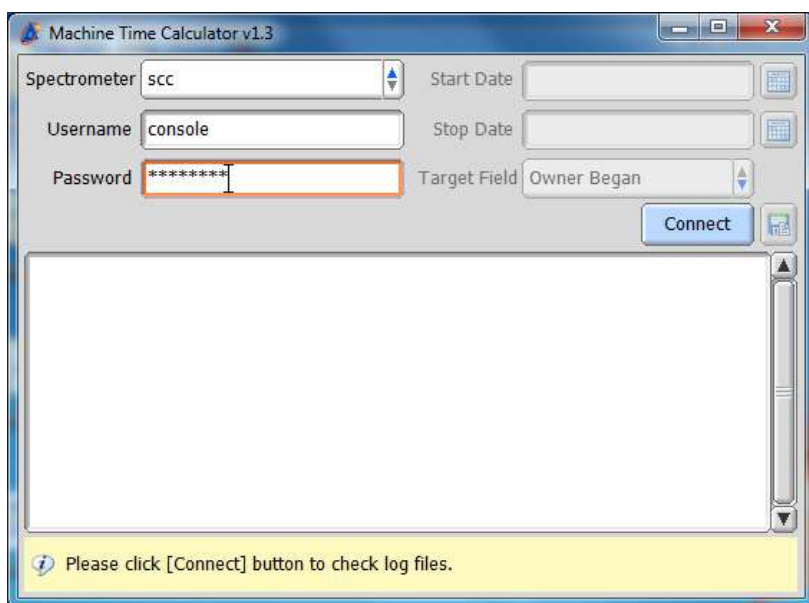 Machine Time Calculator v1.3
Spectrometer scc Start Date
Username console Stop Date
Password ******** Target Field Owner Began
Connect
Please click [Connect] button to check log files.